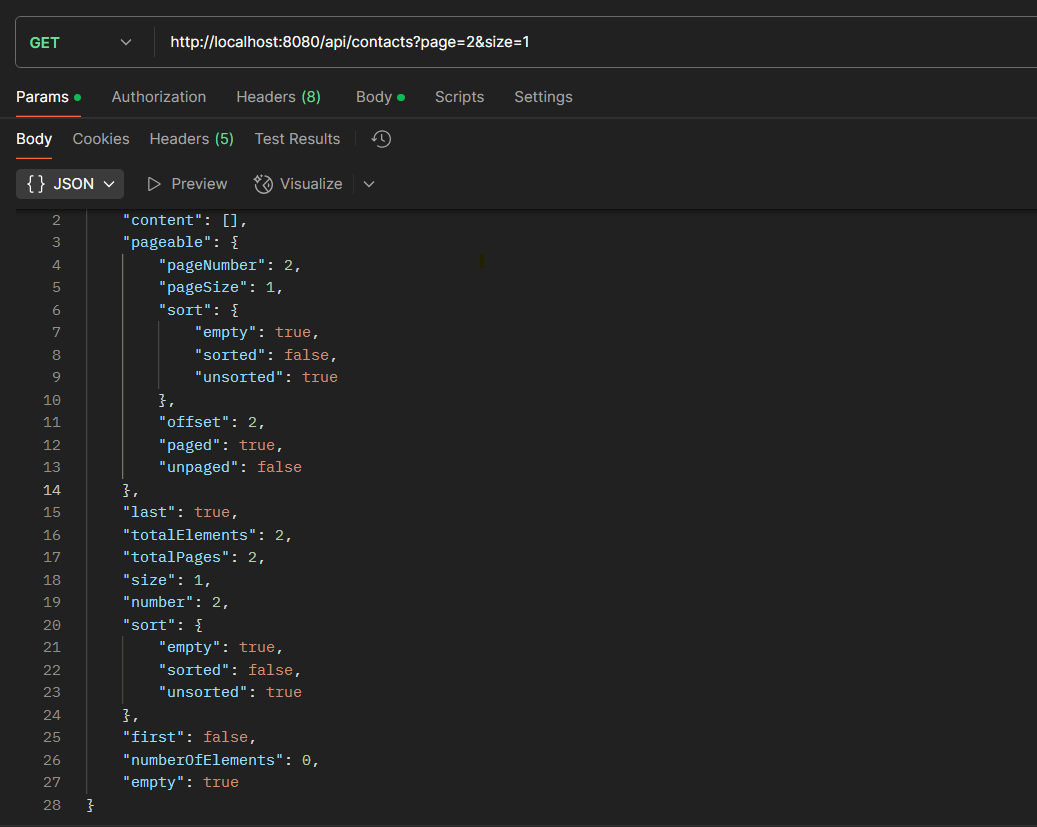 GET http://localhost:8080/api/contacts?page=2&size=1
Params Authorization Headers (8) Body Scripts Settings
Body Cookies Headers (5) Test Results
{} JSON Preview Visualize
2 "content": [],
3 "pageable": {
4 "pageNumber": 2,
5 "pageSize": 1,
6 "sort": {
7 "empty": true,
8 "sorted": false,
9 "unsorted": true
10 },
11 "offset": 2,
12 "paged": true,
13 "unpaged": false
14 },
15 "last": true,
16 "totalElements": 2,
17 "totalPages": 2,
18 "size": 1,
19 "number": 2,
20 "sort": {
21 "empty": true,
22 "sorted": false,
23 "unsorted": true
24 },
25 "first": false,
26 "numberOfElements": 0,
27 "empty": true
28 }